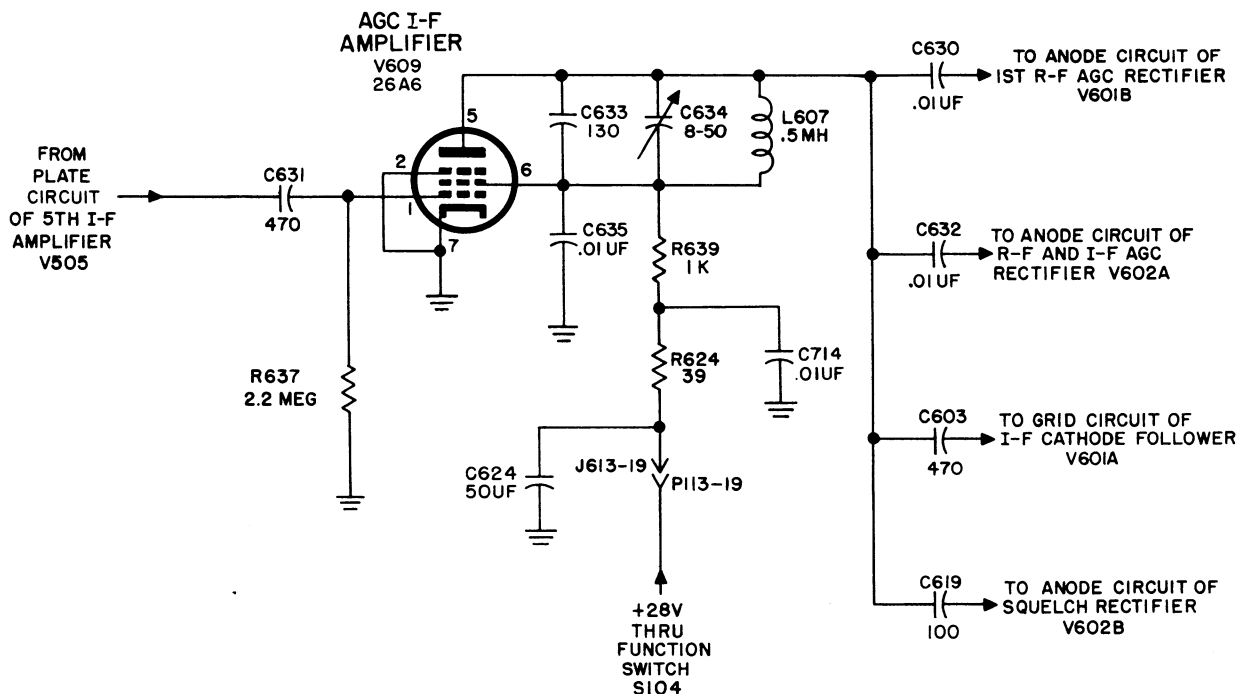 AGC I-F
AMPLIFIER
V609
26A6
5
2
6
1
7
FROM
PLATE
CIRCUIT
OF 5TH I-F
AMPLIFIER
V505
C631
470
R637
2.2 MEG
C633
130
C634
8-50
L607
.5MH
C635
.01UF
R639
1K
R624
39
C714
.01UF
C624
50UF
J613-19
P113-19
+28V
THRU
FUNCTION
SWITCH
S104
C630
.01UF
TO ANODE CIRCUIT OF
1ST R-F AGC RECTIFIER
V601B
C632
.01UF
TO ANODE CIRCUIT OF
R-F AND I-F AGC
RECTIFIER V602A
C603
470
TO GRID CIRCUIT OF
I-F CATHODE FOLLOWER
V601A
C619
100
TO ANODE CIRCUIT OF
SQUELCH RECTIFIER
V602B